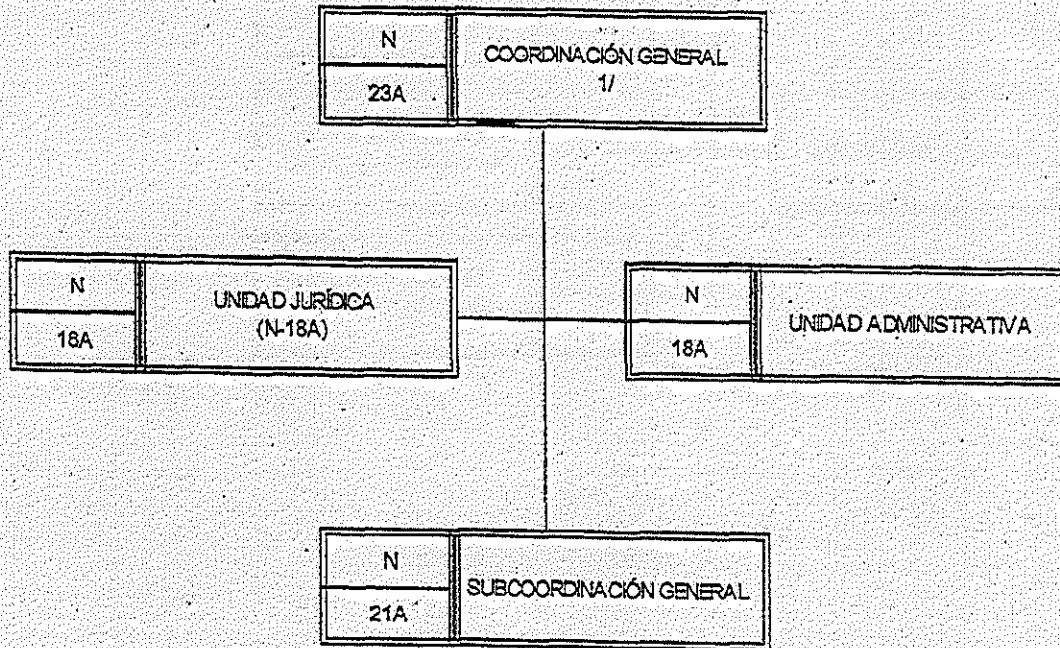 N
23A
COORDINACIÓN GENERAL
1/
N
18A
UNIDAD JURÍDICA
(N-18A)
N
18A
UNIDAD ADMINISTRATIVA
N
21A
SUBCOORDINACIÓN GENERAL